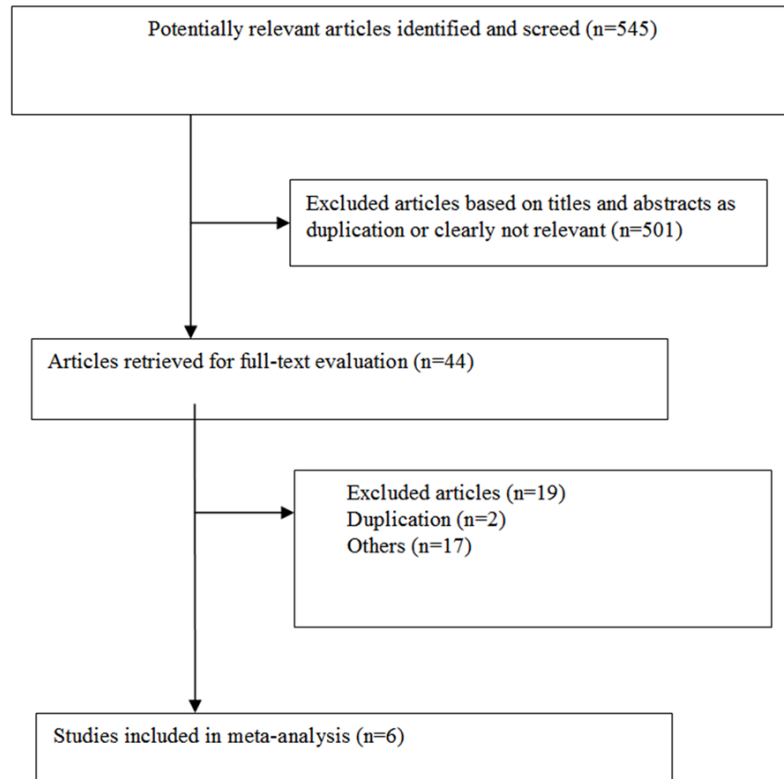 Potentially relevant articles identified and screed (n=545)
Excluded articles based on titles and abstracts as
duplication or clearly not relevant (n=501)
Articles retrieved for full-text evaluation (n=44)
Excluded articles (n=19)
Duplication (n=2)
Others (n=17)
Studies included in meta-analysis (n=6)